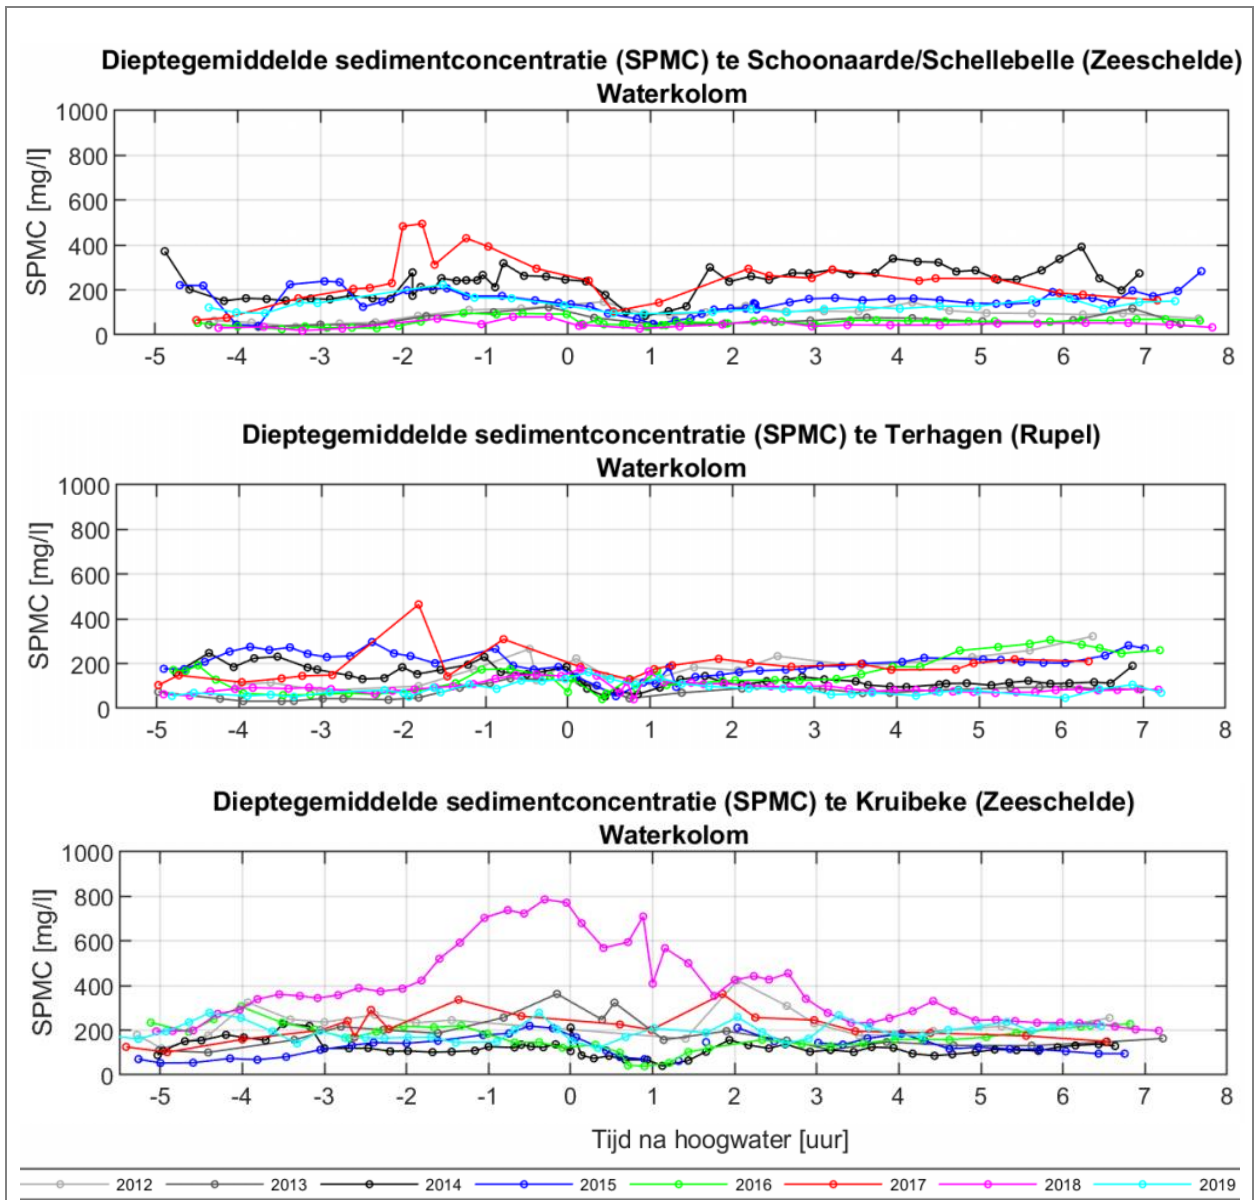 Dieptegemiddelde sedimentconcentratie (SPMC) te Schoonaarde/Schellebelle (Zeeschelde)
Waterkolom
SPMC [mg/l]
1000
800
600
400
200
0
-5 -4 -3 -2 -1 0 1 2 3 4 5 6 7 8
Dieptegemiddelde sedimentconcentratie (SPMC) te Terhagen (Rupel)
Waterkolom
SPMC [mg/l]
1000
800
600
400
200
0
-5 -4 -3 -2 -1 0 1 2 3 4 5 6 7 8
Dieptegemiddelde sedimentconcentratie (SPMC) te Kruibeke (Zeeschelde)
Waterkolom
SPMC [mg/l]
1000
800
600
400
200
0
-5 -4 -3 -2 -1 0 1 2 3 4 5 6 7 8
Tijd na hoogwater [uur]
2012 2013 2014 2015 2016 2017 2018 2019